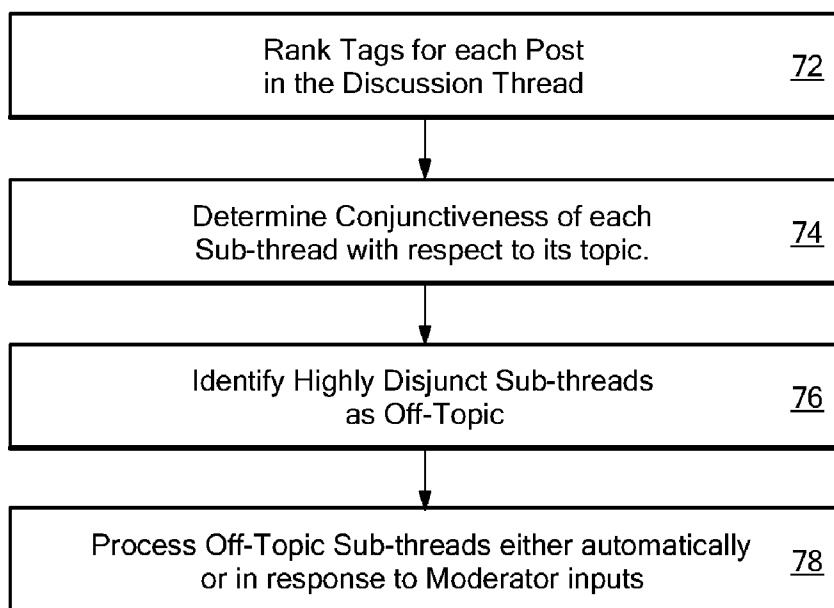 Rank Tags for each Post
in the Discussion Thread
72
Determine Conjunctiveness of each
Sub-thread with respect to its topic.
74
Identify Highly Disjunct Sub-threads
as Off-Topic
76
Process Off-Topic Sub-threads either automatically
or in response to Moderator inputs
78